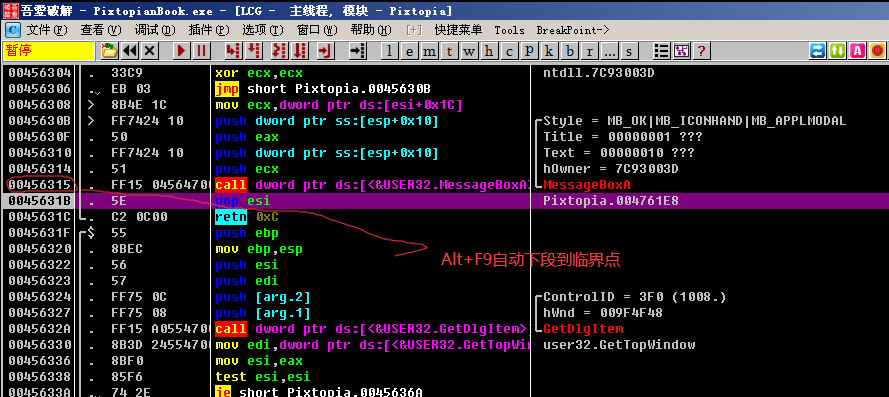 吾爱破解 - PixtopianBook.exe - [LCG - 主线程, 模块 - Pixtopia]
C 文件(F) 查看(V) 调试(D) 插件(P) 选项(T) 窗口(W) 帮助(H) [+] 快捷菜单 Tools BreakPoint->
暂停 l e m t w h c p k b r ... s ?
00456304 . 33C9 xor ecx,ecx ntdll.7C93003D
00456306 . EB 03 jmp short Pixtopia.0045630B
00456308 > 8B4E 1C mov ecx,dword ptr ds:[esi+0x1C]
0045630B > FF7424 10 push dword ptr ss:[esp+0x10] Style = MB_OK|MB_ICONHAND|MB_APPLMODAL
0045630F . 50 push eax Title = 00000001 ???
00456310 . FF7424 10 push dword ptr ss:[esp+0x10] Text = 00000010 ???
00456314 . 51 push ecx hOwner = 7C93003D
00456315 . FF15 04564700 call dword ptr ds:[<&USER32.MessageBoxA MessageBoxA
0045631B . 5E pop esi Pixtopia.004761E8
0045631C . C2 0C00 retn 0xC
0045631F $ 55 push ebp
Alt+F9自动下段到临界点
00456320 . 8BEC mov ebp,esp
00456322 . 56 push esi
00456323 . 57 push edi
00456324 . FF75 0C push [arg.2] ControlID = 3F0 (1008.)
00456327 . FF75 08 push [arg.1] hWnd = 009F4F48
0045632A . FF15 A0554700 call dword ptr ds:[<&USER32.GetDlgItem> GetDlgItem
00456330 . 8B3D 24554700 mov edi,dword ptr ds:[<&USER32.GetTopWin user32.GetTopWindow
00456336 . 8BF0 mov esi,eax
00456338 . 85F6 test esi,esi
0045633A . 74 2E je short Pixtopia.0045636A